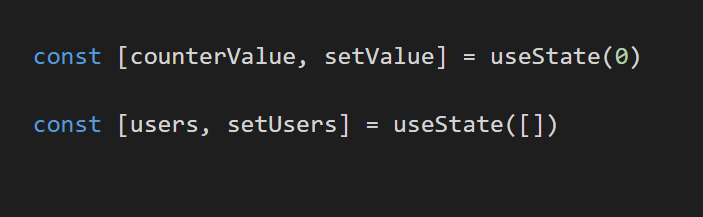 const [counterValue, setValue] = useState(0)
const [users, setUsers] = useState([])